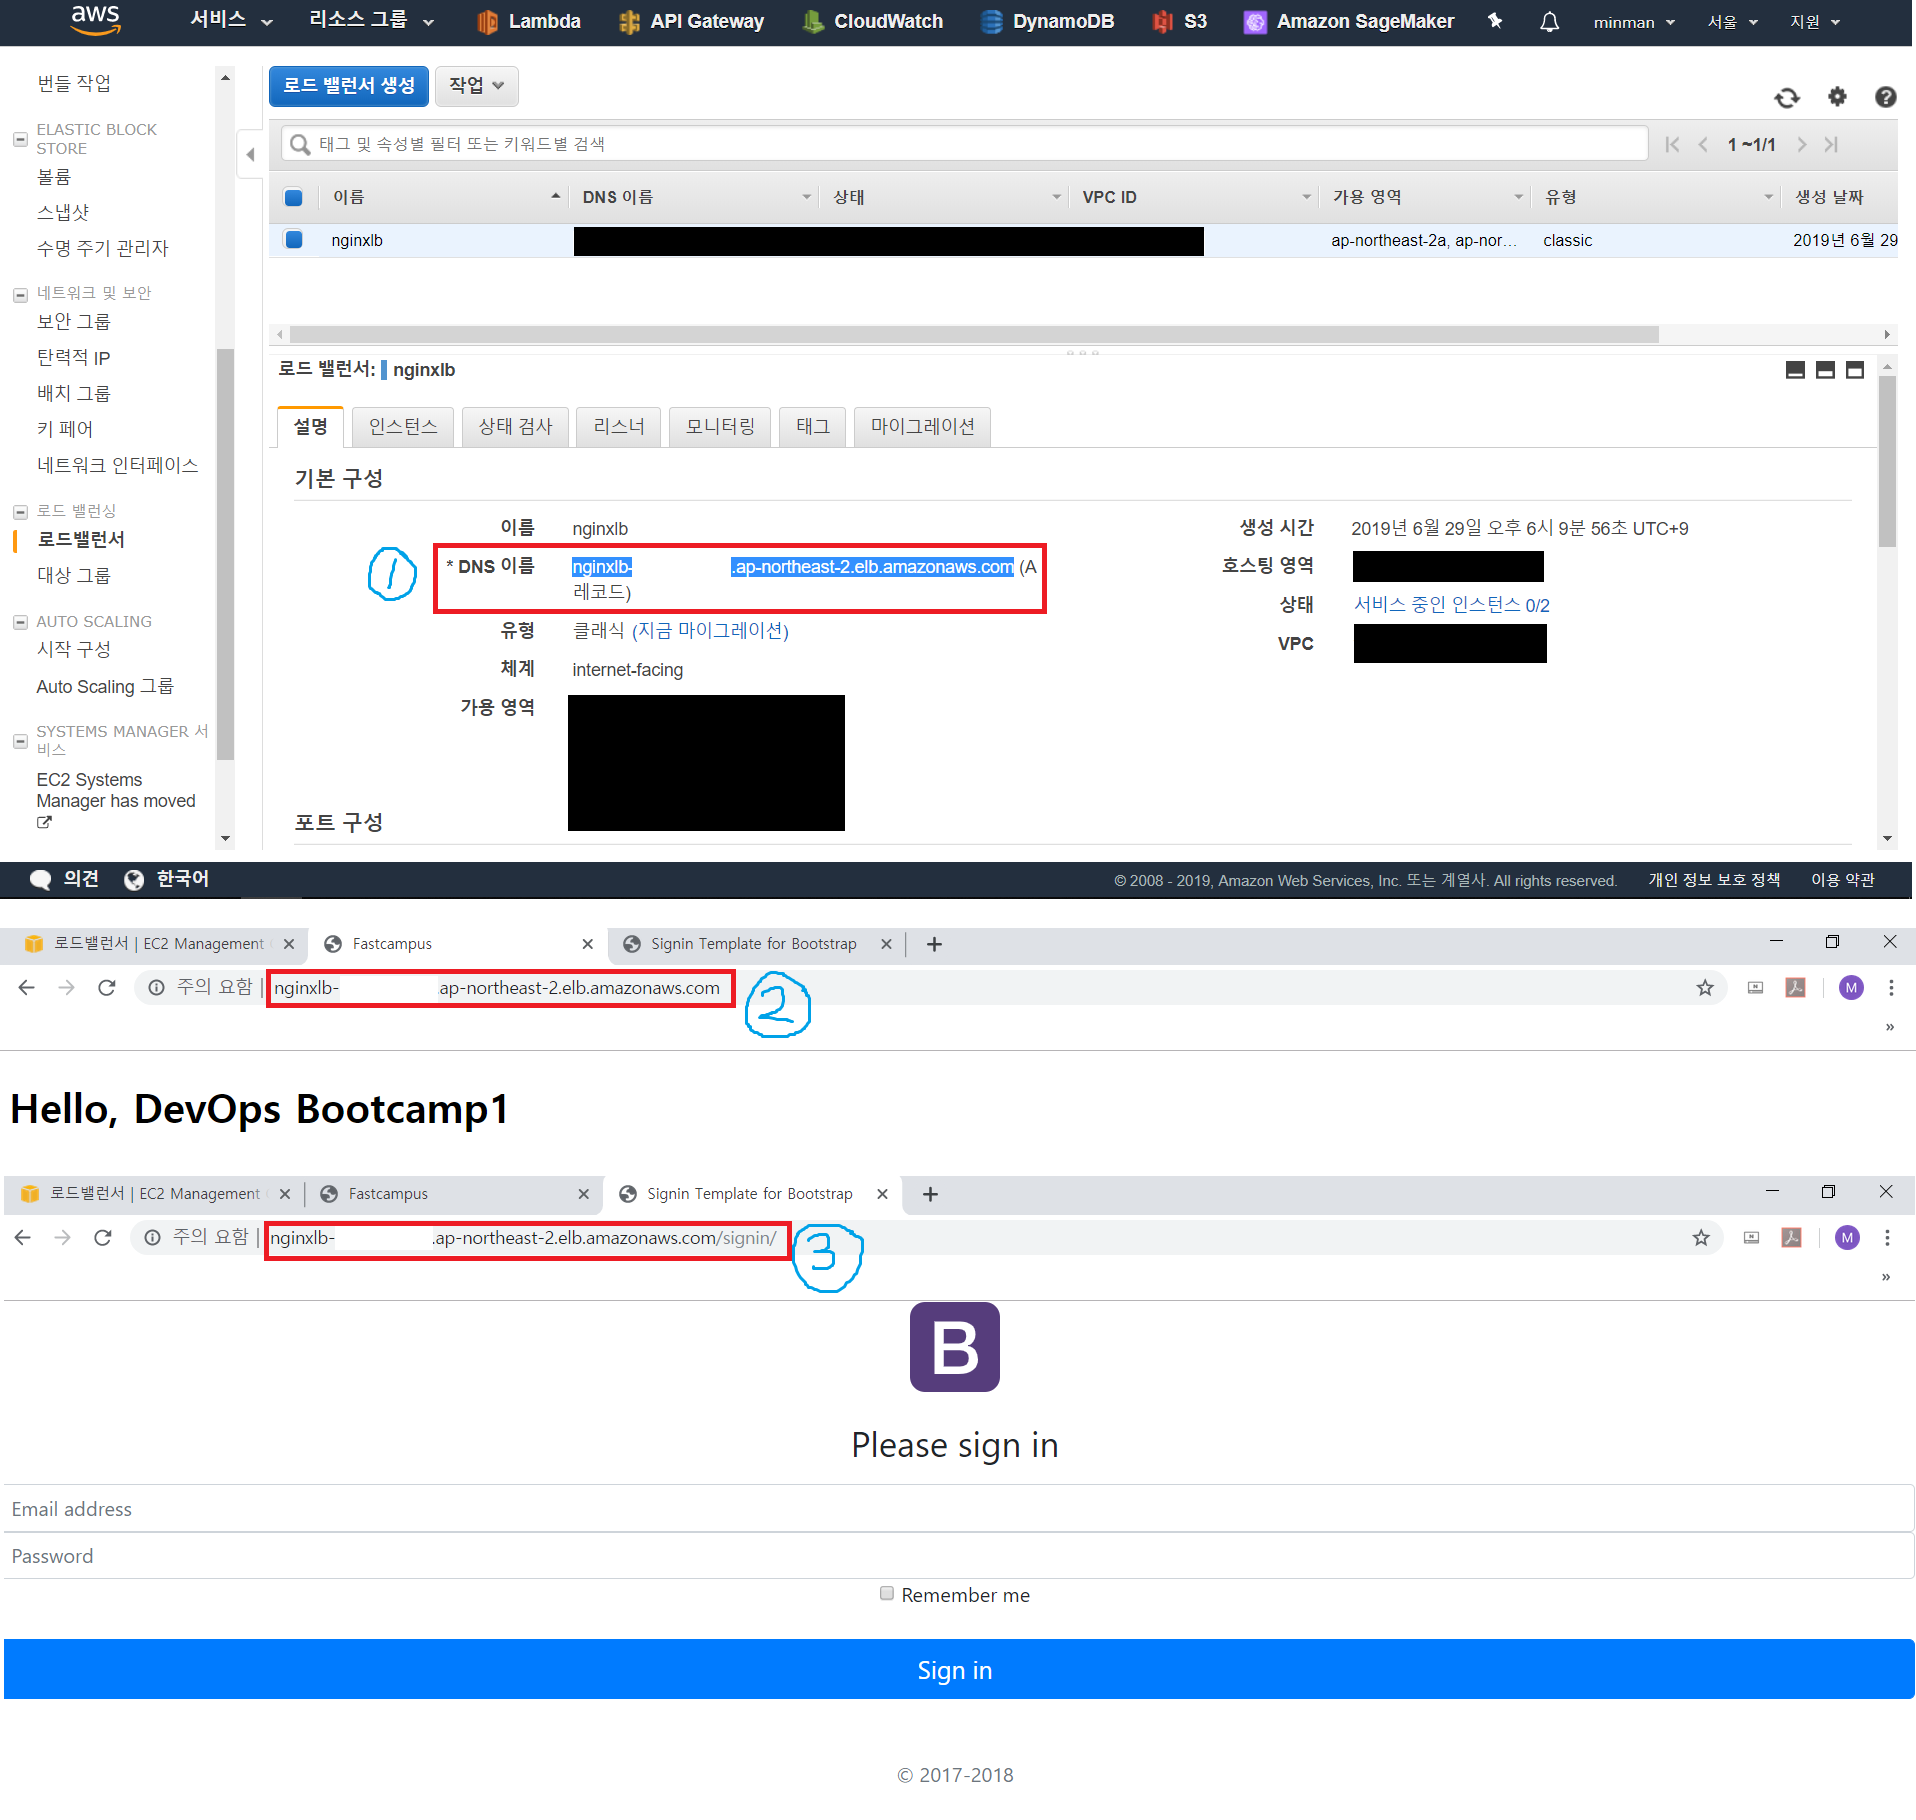 aws 서비스 리소스 그룹 Lambda API Gateway CloudWatch DynamoDB S3 Amazon SageMaker minman 서울 지원
번들 작업
ELASTIC BLOCK
STORE
볼륨
스냅샷
수명 주기 관리자
네트워크 및 보안
보안 그룹
탄력적 IP
배치 그룹
키 페어
네트워크 인터페이스
로드 밸런싱
로드밸런서
대상 그룹
AUTO SCALING
시작 구성
Auto Scaling 그룹
SYSTEMS MANAGER 서
비스
EC2 Systems
Manager has moved
로드 밸런서 생성 작업
태그 및 속성별 필터 또는 키워드별 검색 1 ~1/1
이름 DNS 이름 상태 VPC ID 가용 영역 유형 생성 날짜
nginxlb ap-northeast-2a, ap-nor... classic 2019년 6월 29
로드 밸런서: nginxlb
설명 인스턴스 상태 검사 리스너 모니터링 태그 마이그레이션
기본 구성
이름 nginxlb 생성 시간 2019년 6월 29일 오후 6시 9분 56초 UTC+9
1 * DNS 이름 nginxlb- .ap-northeast-2.elb.amazonaws.com (A
레코드)
호스팅 영역
상태 서비스 중인 인스턴스 0/2
유형 클래식 (지금 마이그레이션)
VPC
체계 internet-facing
가용 영역
포트 구성
의견 한국어 © 2008 - 2019, Amazon Web Services, Inc. 또는 계열사. All rights reserved. 개인 정보 보호 정책 이용 약관
로드밸런서 | EC2 Management Fastcampus Signin Template for Bootstrap
주의 요함 | nginxlb- .ap-northeast-2.elb.amazonaws.com 2 M
»
Hello, DevOps Bootcamp1
로드밸런서 | EC2 Management Fastcampus Signin Template for Bootstrap
주의 요함 | nginxlb- .ap-northeast-2.elb.amazonaws.com/signin/ 3 M
»
B
Please sign in
Email address
Password
Remember me
Sign in
© 2017-2018